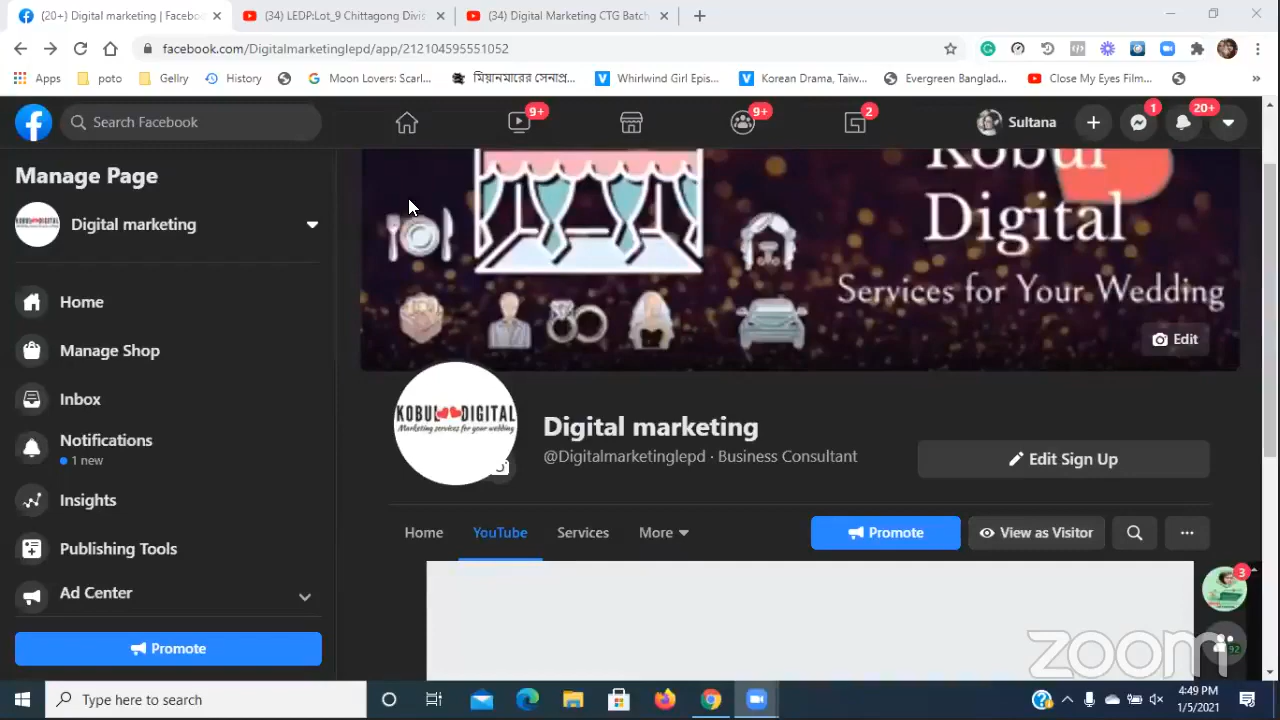 (20+) Digital marketing | Facebo
(34) LEDP:Lot_9 Chittagong Divis
(34) Digital Marketing CTG Batch
facebook.com/Digitalmarketinglepd/app/212104595551052
Apps
poto
Gellry
History
Moon Lovers: Scarl...
মিয়ানমারের সেনাপ্র...
Whirlwind Girl Epis...
Korean Drama, Taiw...
Evergreen Banglad...
Close My Eyes Film...
»
Search Facebook
9+
9+
2
Sultana
1
20+
Manage Page
Digital marketing
Home
Manage Shop
Inbox
Notifications
1 new
Insights
Publishing Tools
Ad Center
Promote
Kobul
Digital
Services for Your Wedding
Edit
KOBUL DIGITAL
Marketing services for your wedding
Digital marketing
@Digitalmarketinglepd · Business Consultant
Edit Sign Up
Home
YouTube
Services
More
Promote
View as Visitor
...
3
92
zoom
Type here to search
4:49 PM
1/5/2021